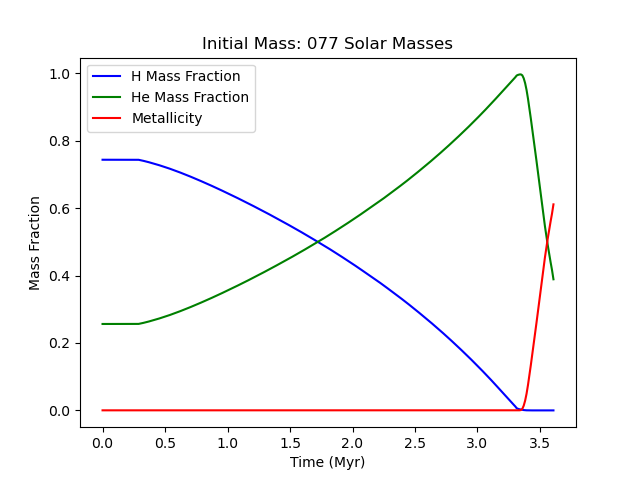 Initial Mass: 077 Solar Masses
H Mass Fraction
He Mass Fraction
Metallicity
Mass Fraction
1.0
0.8
0.6
0.4
0.2
0.0
0.0 0.5 1.0 1.5 2.0 2.5 3.0 3.5
Time (Myr)